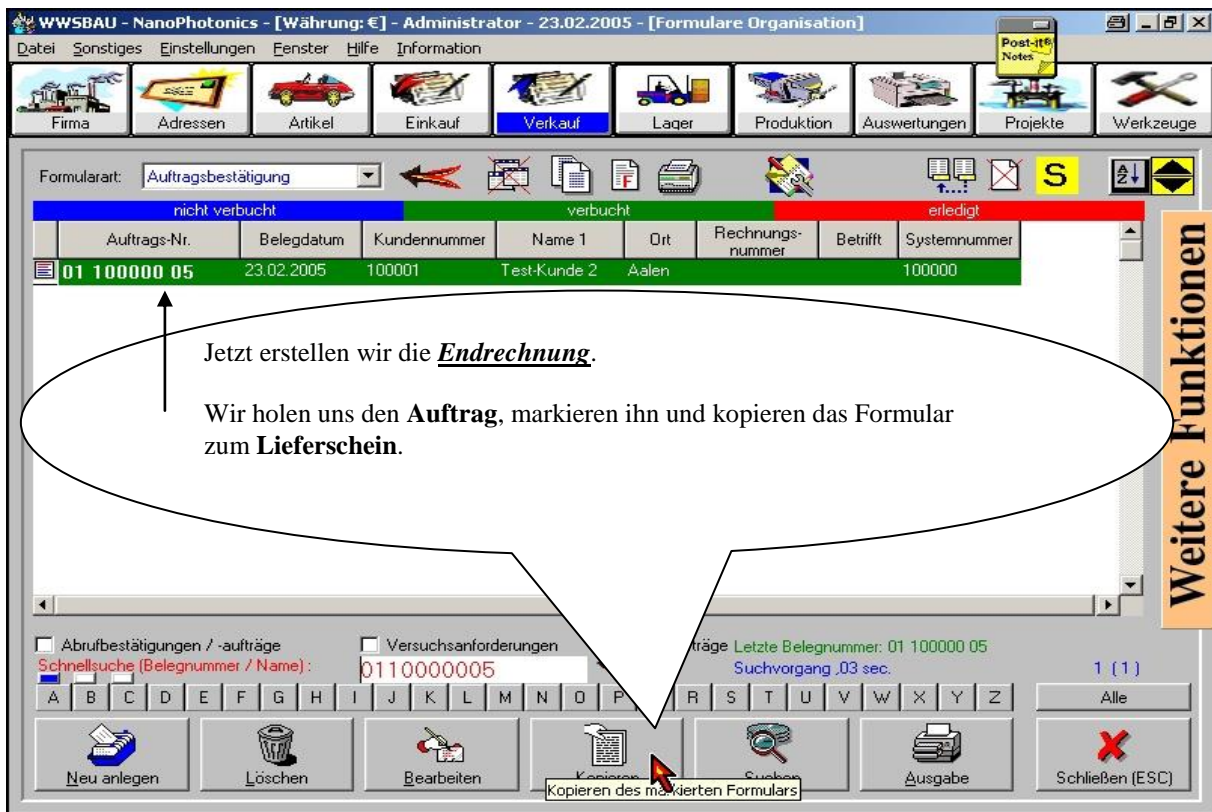 WWSBAU - NanoPhotonics - [Währung: €] - Administrator - 23.02.2005 - [Formulare Organisation]
Datei Sonstiges Einstellungen Fenster Hilfe Information
Post-it®
Notes
Firma Adressen Artikel Einkauf Verkauf Lager Produktion Auswertungen Projekte Werkzeuge
Formularart: Auftragsbestätigung F S A Z
nicht verbucht verbucht erledigt
Auftrags-Nr. Belegdatum Kundennummer Name 1 Ort Rechnungs-
nummer Betrifft Systemnummer
01 100000 05 23.02.2005 100001 Test-Kunde 2 Aalen 100000
Weitere Funktionen
Jetzt erstellen wir die Endrechnung.
Wir holen uns den Auftrag, markieren ihn und kopieren das Formular
zum Lieferschein.
Abrufbestätigungen / -aufträge Versuchsanforderungen träge Letzte Belegnummer: 01 100000 05
Schnellsuche (Belegnummer / Name) : 0110000005 Suchvorgang ,03 sec. 1 ( 1 )
A B C D E F G H I J K L M N O P R S T U V W X Y Z Alle
Neu anlegen Löschen Bearbeiten Kopieren Suchen Ausgabe Schließen (ESC)
Kopieren des markierten Formulars